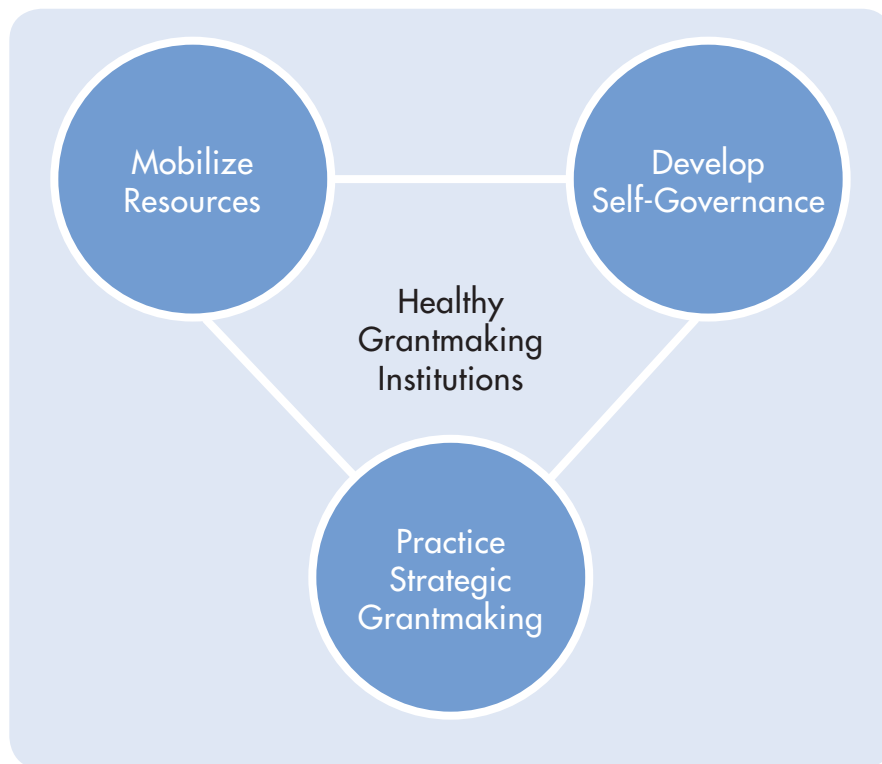 Mobilize
Resources
Develop
Self-Governance
Healthy
Grantmaking
Institutions
Practice
Strategic
Grantmaking